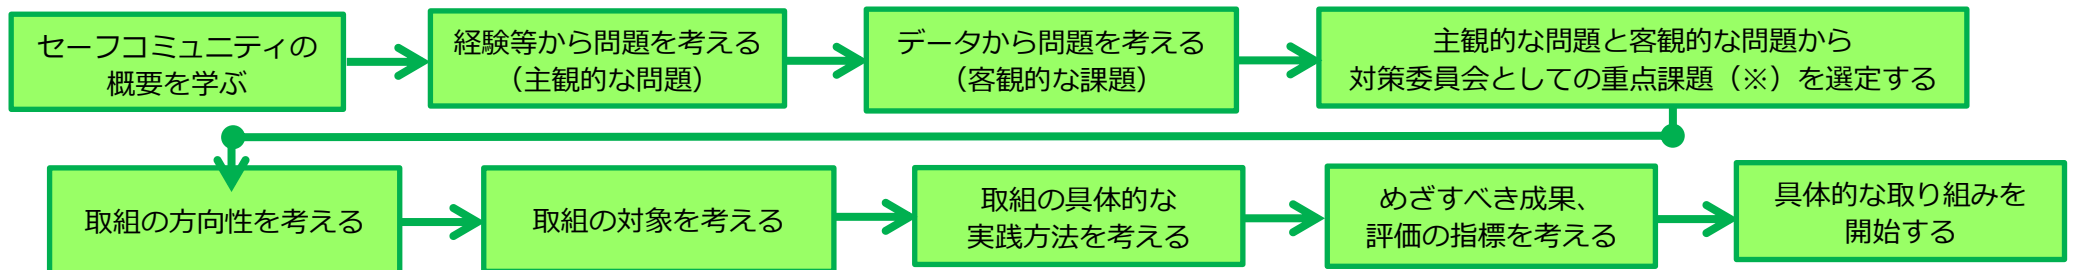 セーフコミュニティの
概要を学ぶ
経験等から問題を考える
（主観的な問題）
データから問題を考える
（客観的な課題）
主観的な問題と客観的な問題から
対策委員会としての重点課題（※）を選定する
取組の方向性を考える
取組の対象を考える
取組の具体的な
実践方法を考える
めざすべき成果、
評価の指標を考える
具体的な取り組みを
開始する